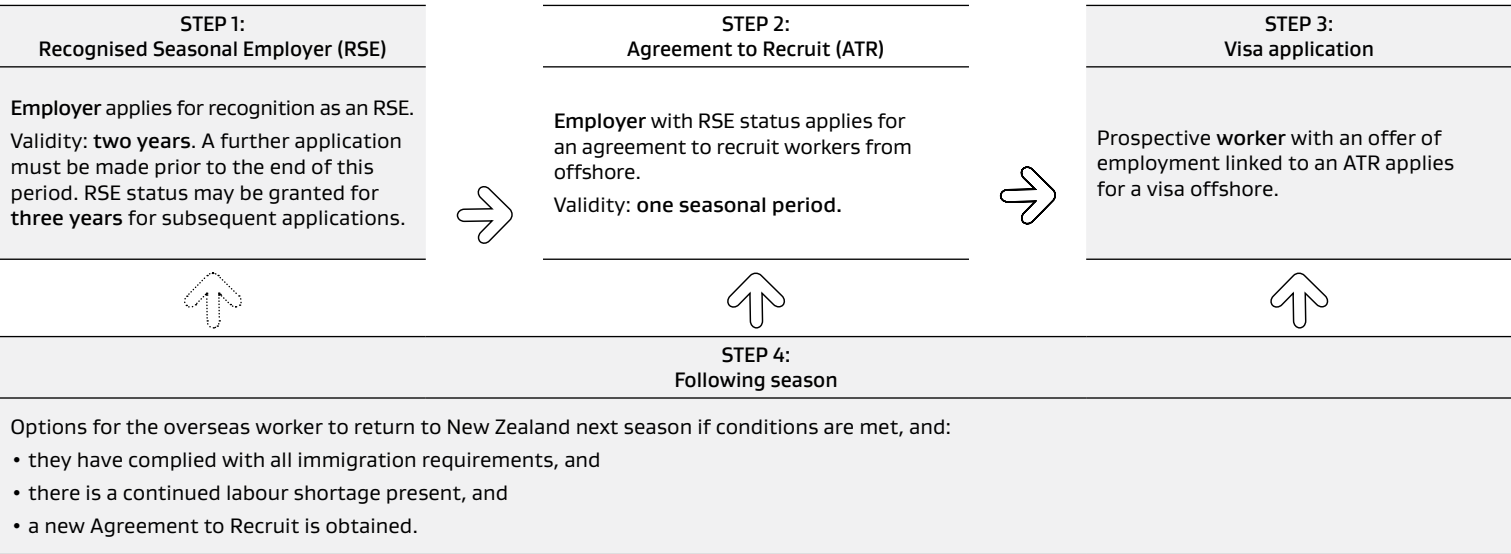 STEP 1:
Recognised Seasonal Employer (RSE)
Employer applies for recognition as an RSE.
Validity: two years. A further application
must be made prior to the end of this
period. RSE status may be granted for
three years for subsequent applications.
STEP 2:
Agreement to Recruit (ATR)
Employer with RSE status applies for
an agreement to recruit workers from
offshore.
Validity: one seasonal period.
STEP 3:
Visa application
Prospective worker with an offer of
employment linked to an ATR applies
for a visa offshore.
STEP 4:
Following season
Options for the overseas worker to return to New Zealand next season if conditions are met, and:
• they have complied with all immigration requirements, and
• there is a continued labour shortage present, and
• a new Agreement to Recruit is obtained.